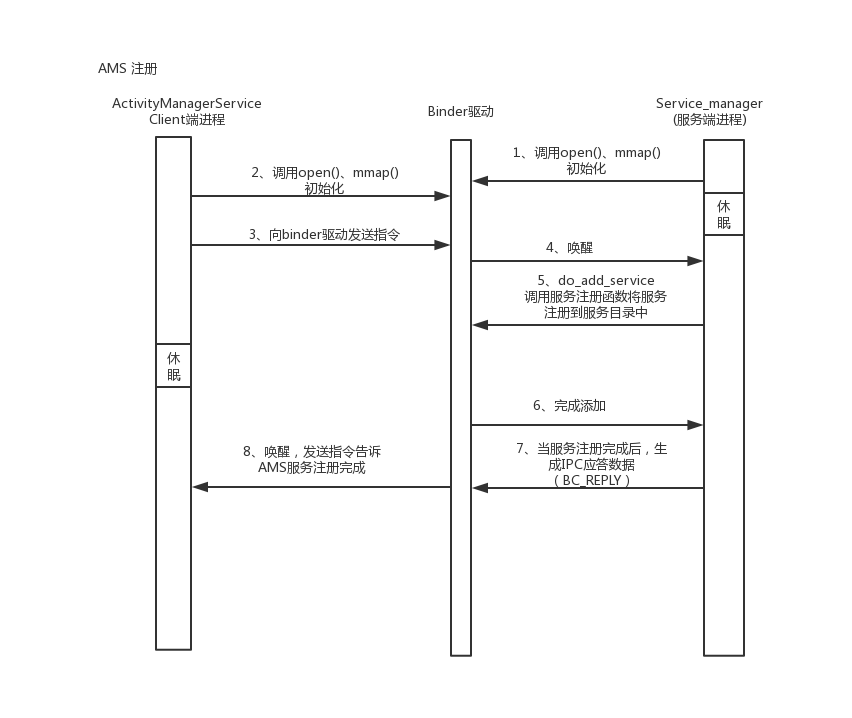 AMS 注册
ActivityManagerService
Client端进程
Binder驱动
Service_manager
(服务端进程)
1、调用open()、mmap()
初始化
2、调用open()、mmap()
初始化
休
眠
3、向binder驱动发送指令
4、唤醒
5、do_add_service
调用服务注册函数将服务
注册到服务目录中
休
眠
6、完成添加
7、当服务注册完成后，生
成IPC应答数据
（BC_REPLY）
8、唤醒，发送指令告诉
AMS服务注册完成